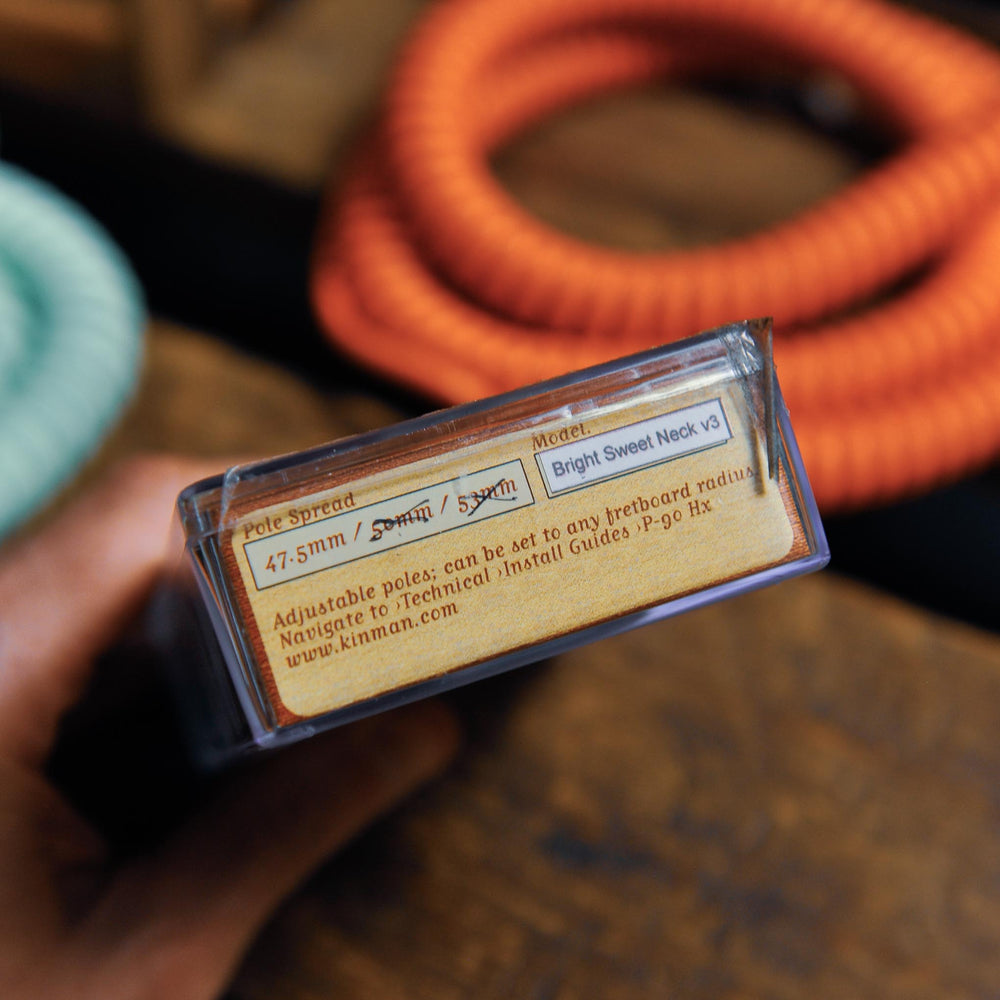 Pole Spread
47.5mm / 50mm / 53mm
Model.
Bright Sweet Neck v3
Adjustable poles; can be set to any fretboard radius.
Navigate to ›Technical ›Install Guides ›P-90 Hx
www.kinman.com